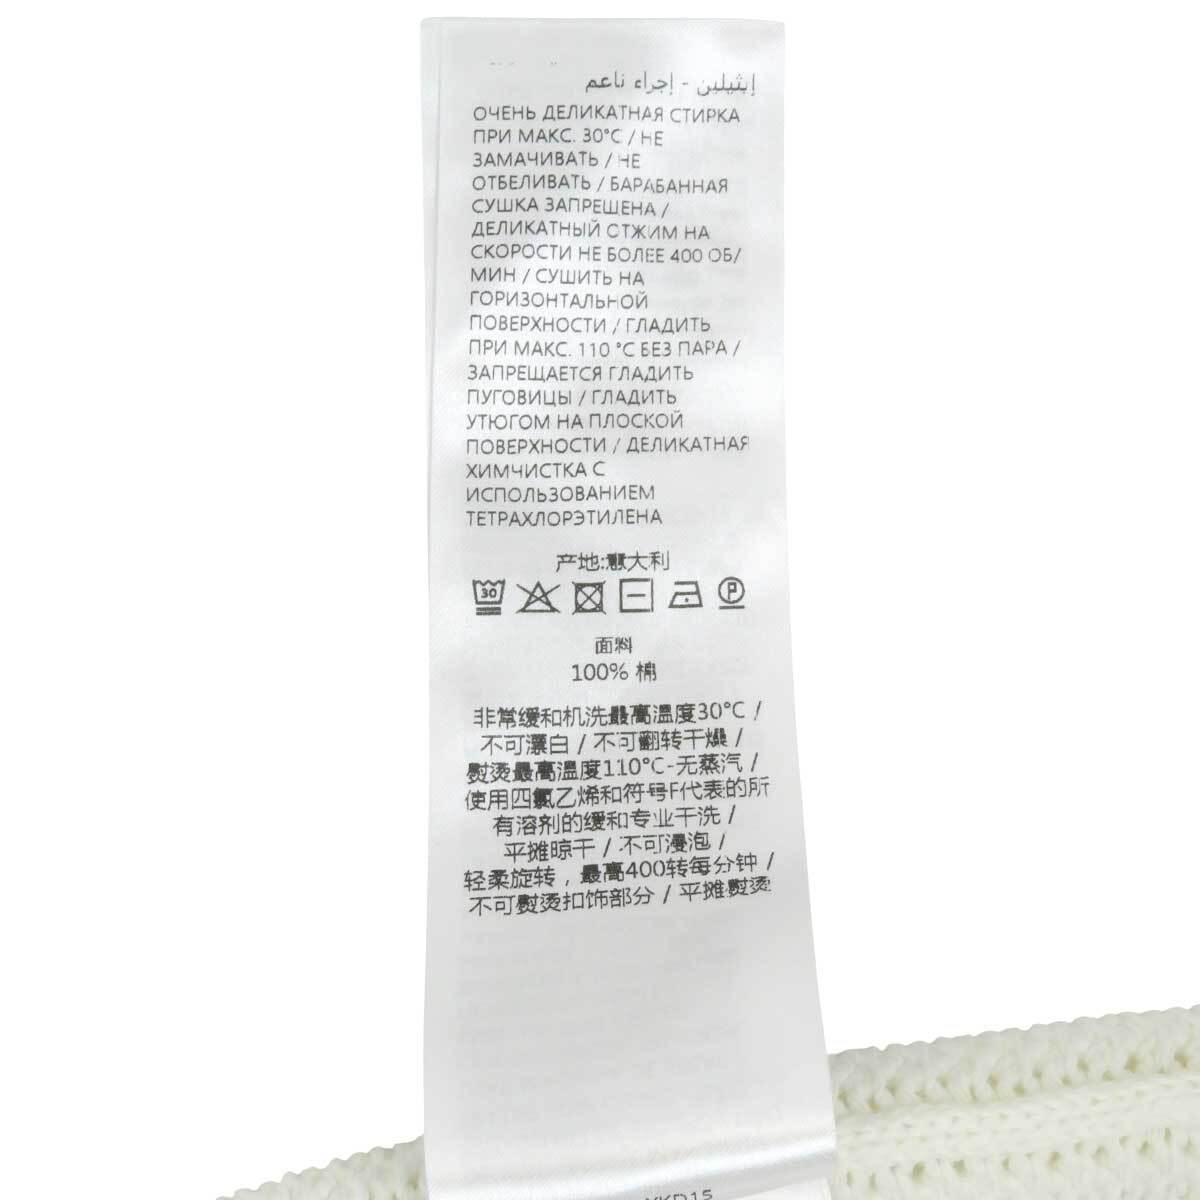 إيثيلين - إجراء ناعم
ОЧЕНЬ ДЕЛИКАТНАЯ СТИРКА
ПРИ МАКС. 30°C / НЕ
ЗАМАЧИВАТЬ / НЕ
ОТБЕЛИВАТЬ / БАРАБАННАЯ
СУШКА ЗАПРЕЩЕНА /
ДЕЛИКАТНЫЙ ОТЖИМ НА
СКОРОСТИ НЕ БОЛЕЕ 400 ОБ/
МИН / СУШИТЬ НА
ГОРИЗОНТАЛЬНОЙ
ПОВЕРХНОСТИ / ГЛАДИТЬ
ПРИ МАКС. 110 °C БЕЗ ПАРА /
ЗАПРЕЩАЕТСЯ ГЛАДИТЬ
ПУГОВИЦЫ / ГЛАДИТЬ
УТЮГОМ НА ПЛОСКОЙ
ПОВЕРХНОСТИ / ДЕЛИКАТНАЯ
ХИМЧИСТКА С
ИСПОЛЬЗОВАНИЕМ
ТЕТРАХЛОРЭТИЛЕНА
产地:意大利
30 P
面料
100% 棉
非常缓和机洗最高温度30°C /
不可漂白 / 不可翻转干燥 /
熨烫最高温度110°C-无蒸汽 /
使用四氯乙烯和符号F代表的所
有溶剂的缓和专业干洗 /
平摊晾干 / 不可浸泡 /
轻柔旋转，最高400转每分钟 /
不可熨烫扣饰部分 / 平摊熨烫